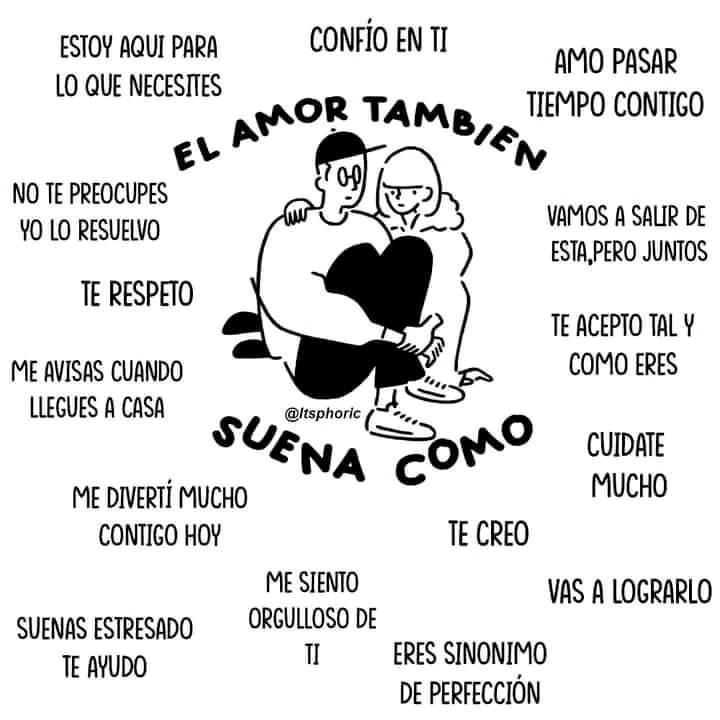 ESTOY AQUI PARA
LO QUE NECESITES
CONFÍO EN TI
AMO PASAR
TIEMPO CONTIGO
EL AMOR TAMBIEN
NO TE PREOCUPES
YO LO RESUELVO
VAMOS A SALIR DE
ESTA,PERO JUNTOS
TE RESPETO
TE ACEPTO TAL Y
COMO ERES
ME AVISAS CUANDO
LLEGUES A CASA
@Itsphoric
SUENA COMO
CUIDATE
MUCHO
ME DIVERTÍ MUCHO
CONTIGO HOY
TE CREO
ME SIENTO
ORGULLOSO DE
TI
VAS A LOGRARLO
SUENAS ESTRESADO
TE AYUDO
ERES SINONIMO
DE PERFECCIÓN